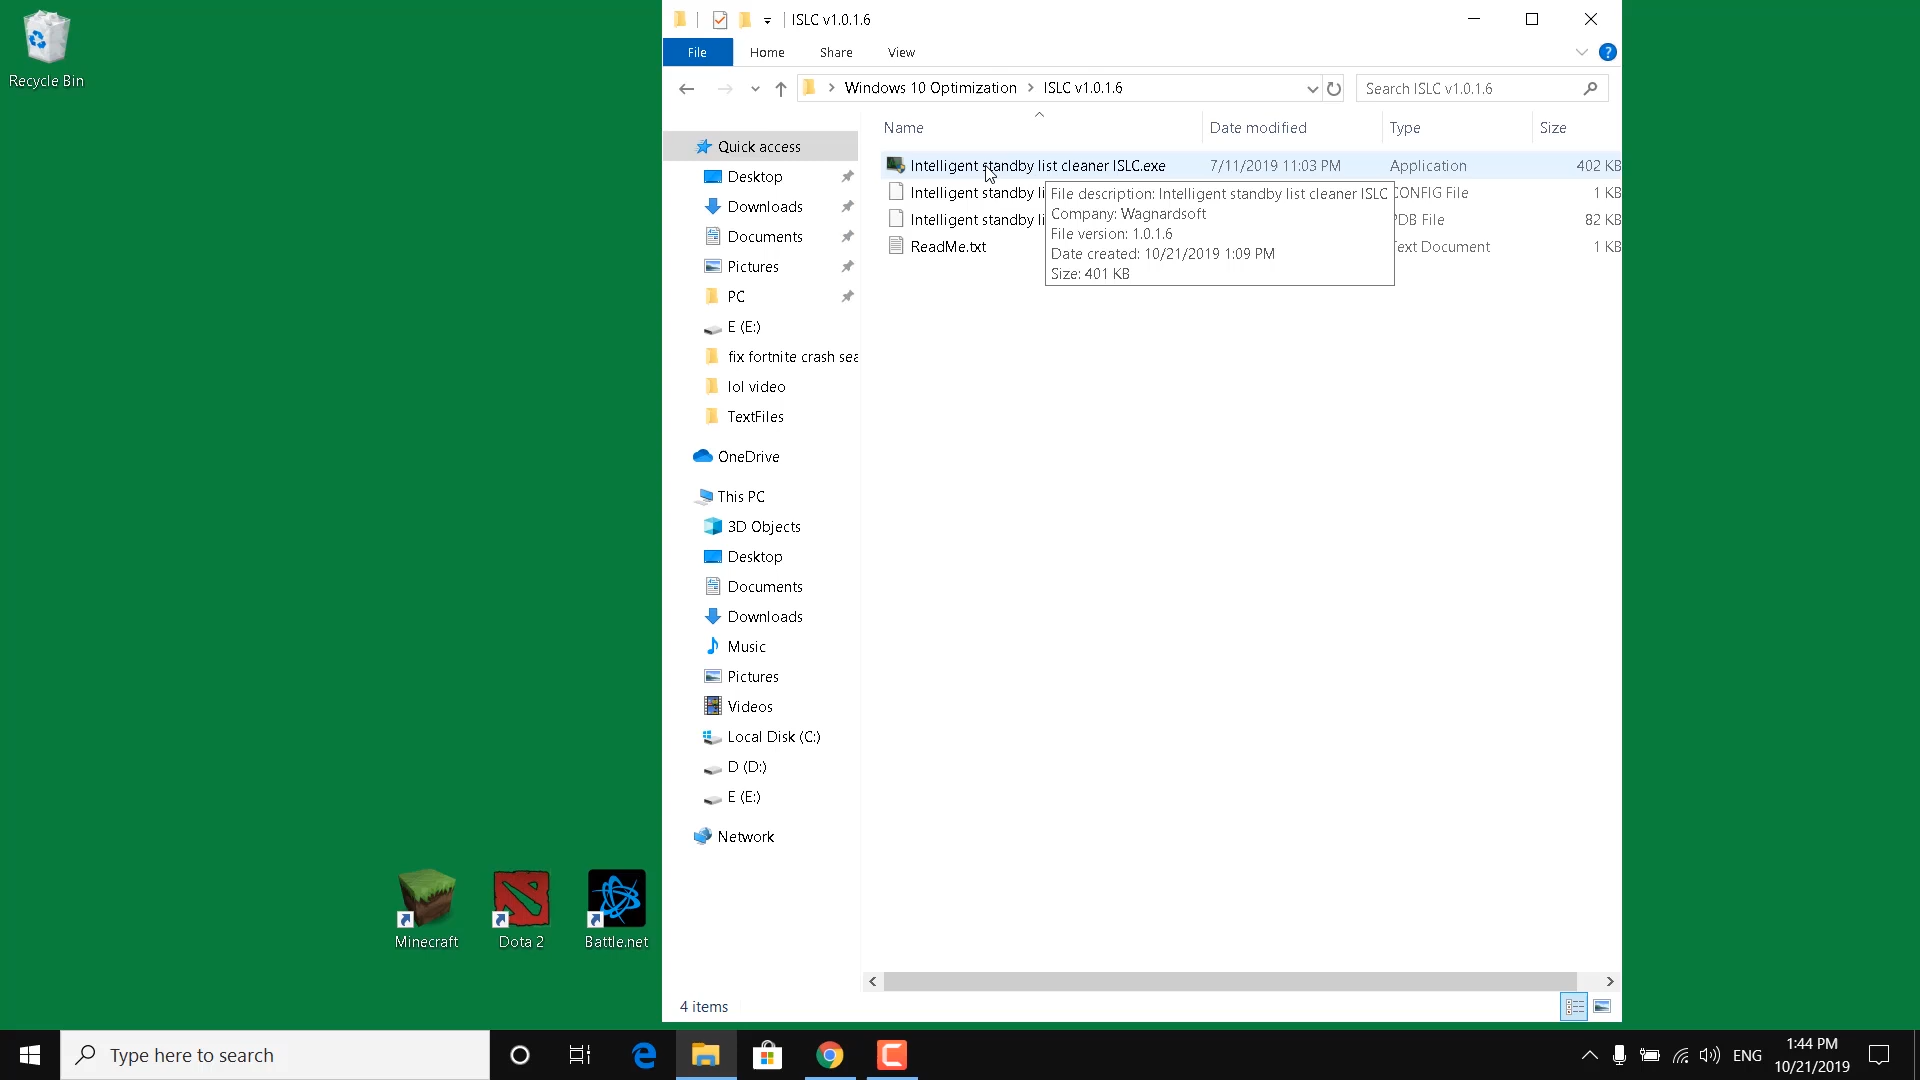 Recycle Bin
ISLC v1.0.1.6
File
Home
Share
View
Windows 10 Optimization
ISLC v1.0.1.6
Search ISLC v1.0.1.6
Name
Date modified
Type
Size
Quick access
Desktop
Downloads
Documents
Pictures
PC
E (E:)
fix fortnite crash sea
lol video
TextFiles
OneDrive
This PC
3D Objects
Desktop
Documents
Downloads
Music
Pictures
Videos
Local Disk (C:)
D (D:)
E (E:)
Network
Intelligent standby list cleaner ISLC.exe 7/11/2019 11:03 PM Application 402 KB
Intelligent standby li CONFIG File 1 KB
Intelligent standby li PDB File 82 KB
ReadMe.txt Text Document 1 KB
File description: Intelligent standby list cleaner ISLC
Company: Wagnardsoft
File version: 1.0.1.6
Date created: 10/21/2019 1:09 PM
Size: 401 KB
Minecraft
Dota 2
Battle.net
4 items
Type here to search
ENG
1:44 PM
10/21/2019